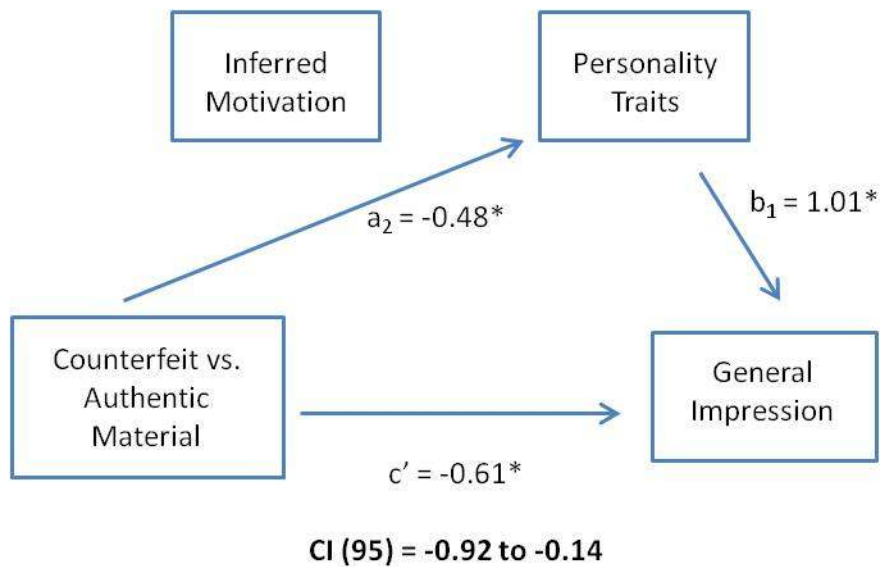 Inferred
Motivation
Personality
Traits
a₂ = -0.48*
b₁ = 1.01*
Counterfeit vs.
Authentic
Material
General
Impression
c’ = -0.61*
CI (95) = -0.92 to -0.14